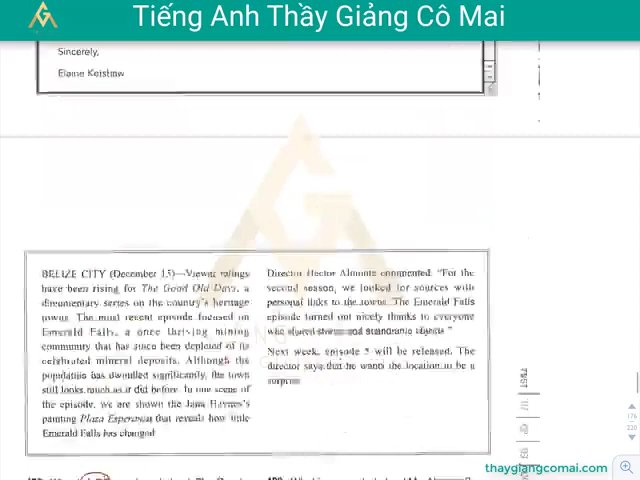 Tiếng Anh Thầy Giảng Cô Mai
Sincerely,
BELIZE CITY (December 15)—Viewer ratings
have been rising for The Good Old Days, a
documentary series on the country's heritage
towns. The most recent episode focused on
Emerald Falls, a once thriving mining
community that has since been depleted of its
celebrated mineral deposits. Although the
population has dwindled significantly, the town
still looks much as it did before. In one scene of
the episode, we are shown the Jana Haynes's
painting Plaza Esperanza that reveals how little
Emerald Falls has changed
Director Hector Almonte commented, "For the
second season, we looked for sources with
personal links to the towns. The Emerald Falls
episode turned out nicely thanks to everyone
who shared stories and
Next week, episode 5 will be released. The
director says that he wants the location to be a
surprise
TEST
176
220
thaygiangcomai.com